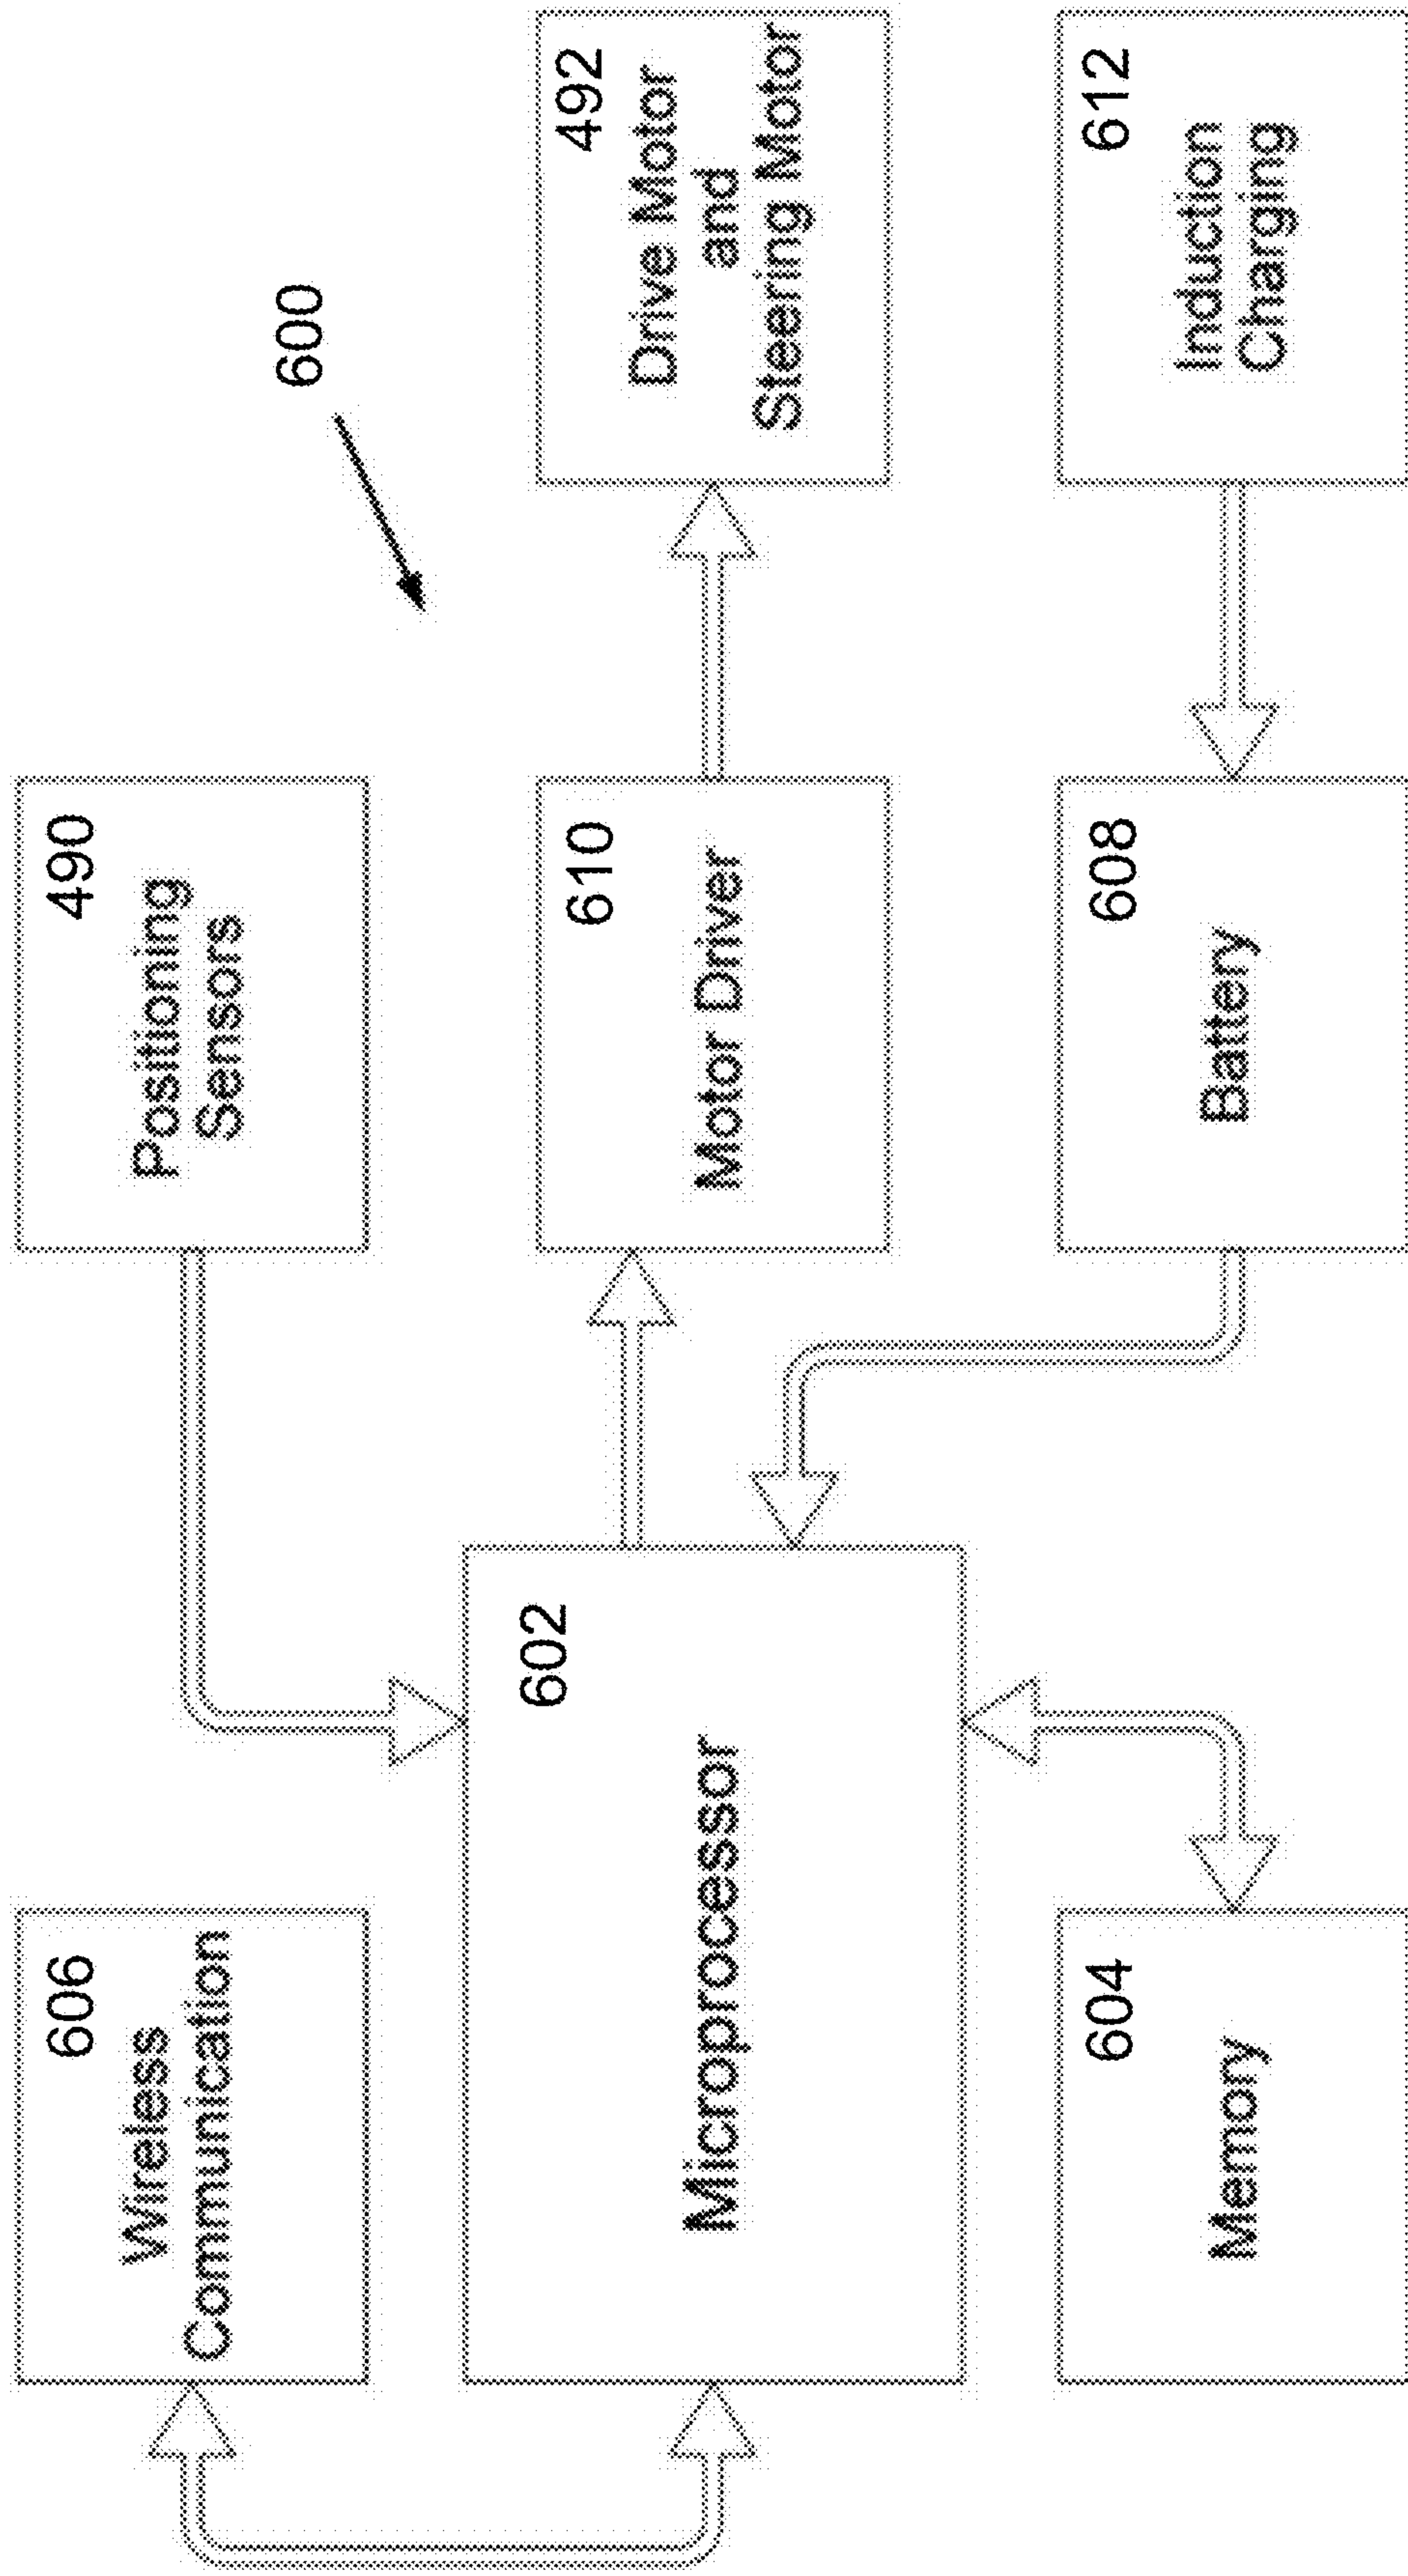 600
606
Wireless
Communication
490
Positioning
Sensors
602
Microprocessor
610
Motor Driver
492
Drive Motor
and
Steering Motor
604
Memory
608
Battery
612
Induction
Charging